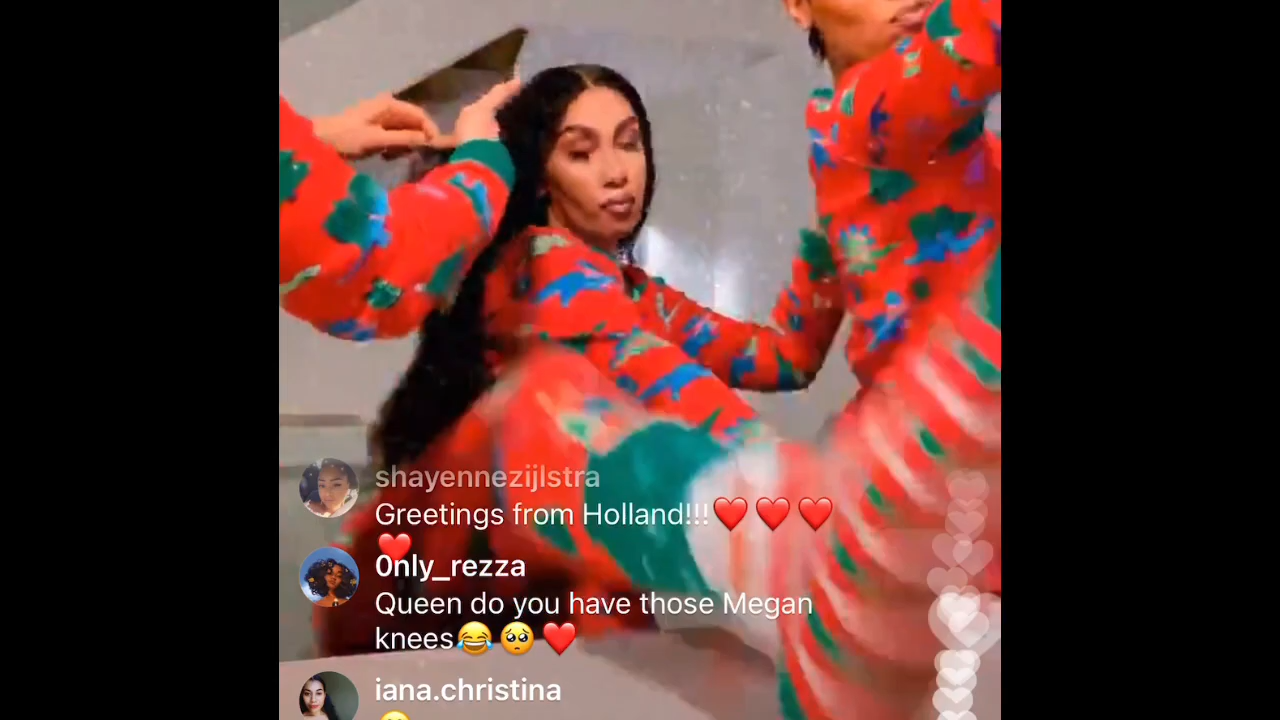 shayennezijlstra
Greetings from Holland!!!❤️❤️❤️
❤️
0nly_rezza
Queen do you have those Megan
knees😂🥺❤️
iana.christina